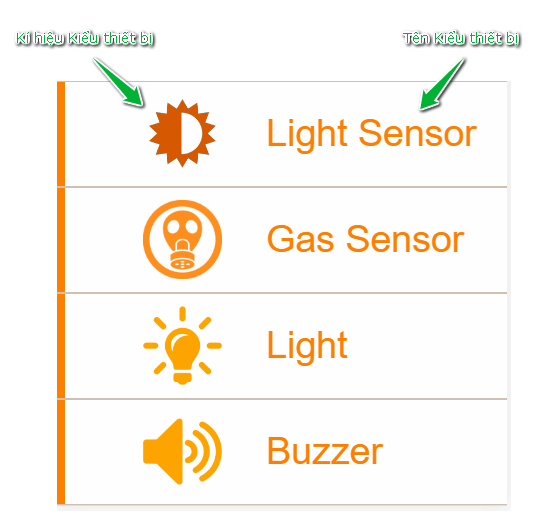 Kí hiệu Kiểu thiết bị
Tên Kiểu thiết bị
Light Sensor
Gas Sensor
Light
Buzzer